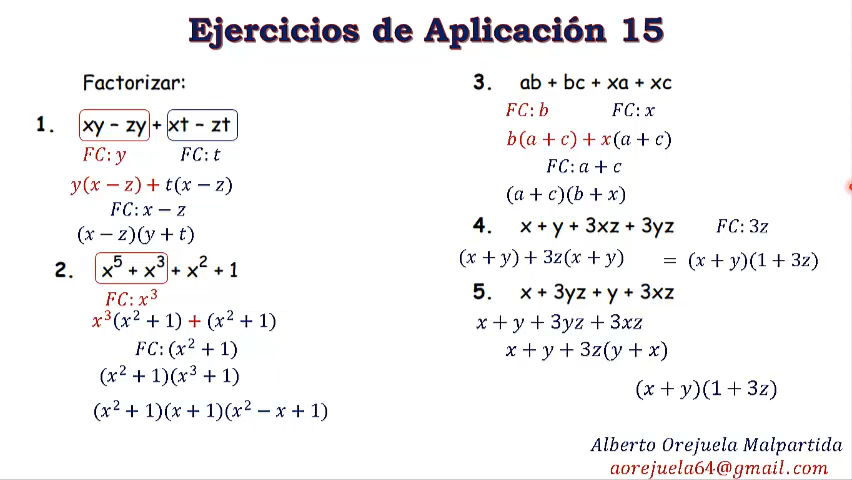 Ejercicios de Aplicación 15
Factorizar:
1. xy – zy + xt – zt
FC: y FC: t
y(x − z) + t(x − z)
FC: x − z
(x − z)(y + t)
2. x⁵ + x³ + x² + 1
FC: x³
x³(x² + 1) + (x² + 1)
FC: (x² + 1)
(x² + 1)(x³ + 1)
(x² + 1)(x + 1)(x² − x + 1)
3. ab + bc + xa + xc
FC: b FC: x
b(a + c) + x(a + c)
FC: a + c
(a + c)(b + x)
4. x + y + 3xz + 3yz FC: 3z
(x + y) + 3z(x + y) = (x + y)(1 + 3z)
5. x + 3yz + y + 3xz
x + y + 3yz + 3xz
x + y + 3z(y + x)
(x + y)(1 + 3z)
Alberto Orejuela Malpartida
aorejuela64@gmail.com